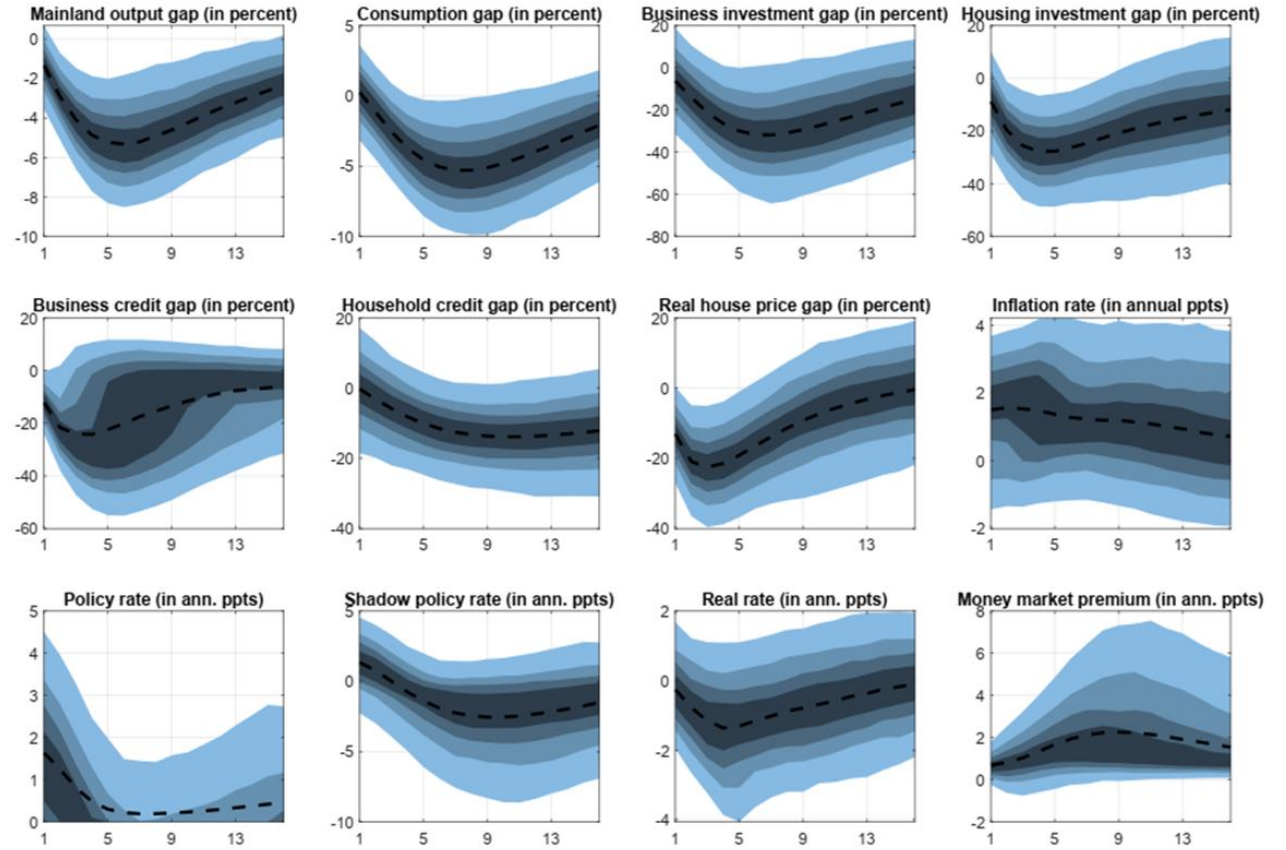 Mainland output gap (in percent) Consumption gap (in percent) Business investment gap (in percent) Housing investment gap (in percent)
0 5 20 20
-2 0 0
-4 0 -20 -20
-6 -5 -40 -40
-8 -60
-10 -10 -80 -60
1 5 9 13 1 5 9 13 1 5 9 13 1 5 9 13
Business credit gap (in percent) Household credit gap (in percent) Real house price gap (in percent) Inflation rate (in annual ppts)
20 20 20 4
0 0 0 2
-20 -20 -20 0
-40
-60 -40 -40 -2
1 5 9 13 1 5 9 13 1 5 9 13 1 5 9 13
Policy rate (in ann. ppts) Shadow policy rate (in ann. ppts) Real rate (in ann. ppts) Money market premium (in ann. ppts)
5 5 2 8
4 6
3 0 0 4
2 -5 -2 2
1 0
0 -10 -4 -2
1 5 9 13 1 5 9 13 1 5 9 13 1 5 9 13